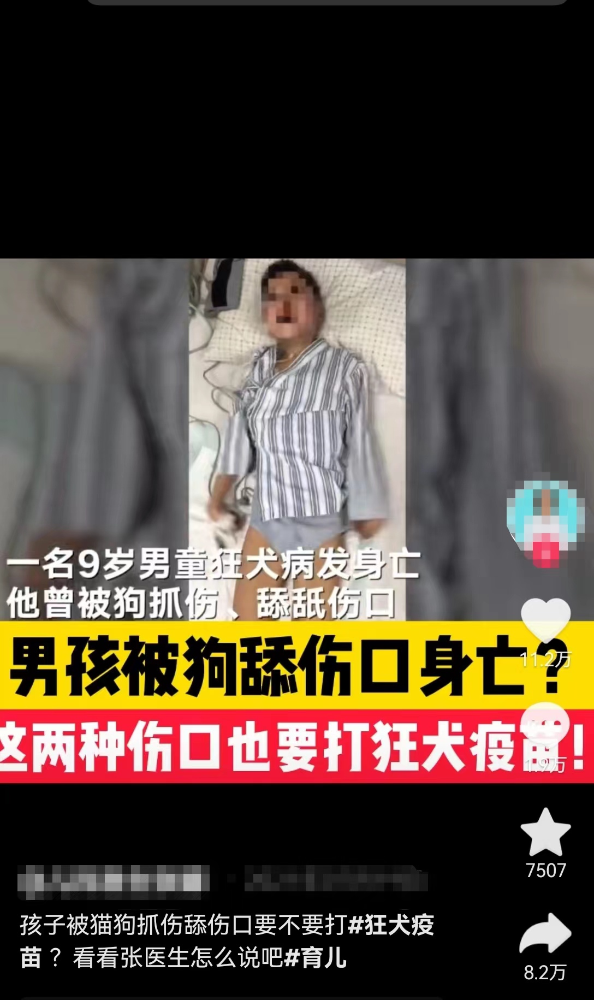 一名9岁男童狂犬病发身亡
他曾被狗抓伤、舔舐伤口
男孩被狗舔伤口身亡?
这两种伤口也要打狂犬疫苗!
11.2万
1.9万
7507
8.2万
孩子被猫狗抓伤舔伤口要不要打#狂犬疫
苗？看看张医生怎么说吧#育儿